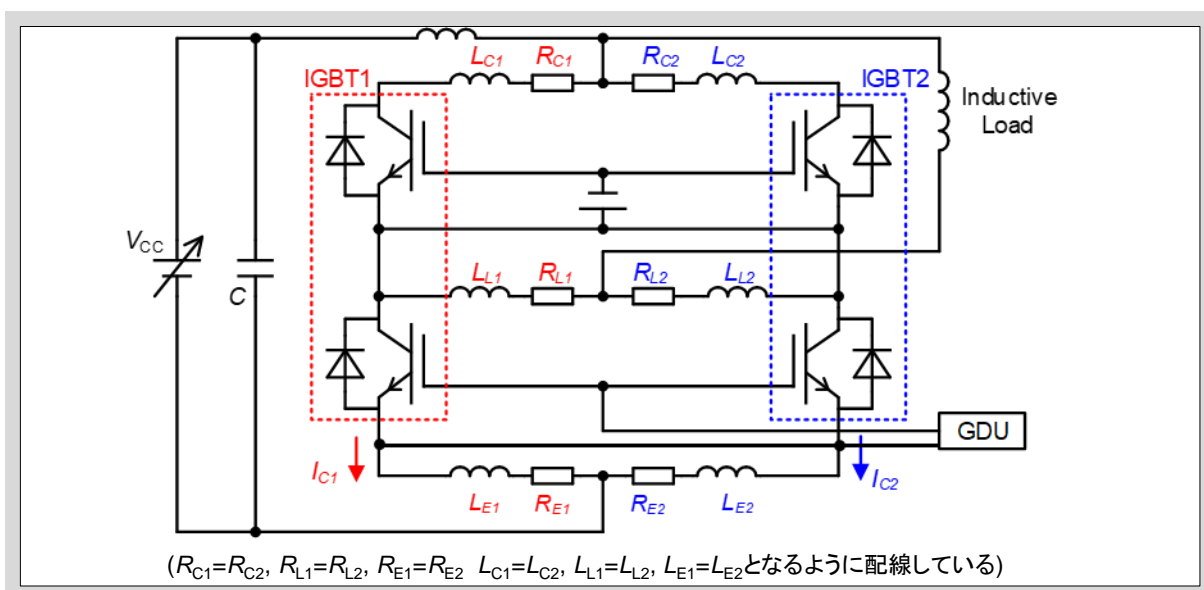 L_C1 R_C1 R_C2 L_C2
IGBT1
IGBT2
Inductive
Load
V_CC
C
L_L1 R_L1 R_L2 L_L2
GDU
I_C1
I_C2
L_E1 R_E1 R_E2 L_E2
(R_C1=R_C2, R_L1=R_L2, R_E1=R_E2 L_C1=L_C2, L_L1=L_L2, L_E1=L_E2となるように配線している)